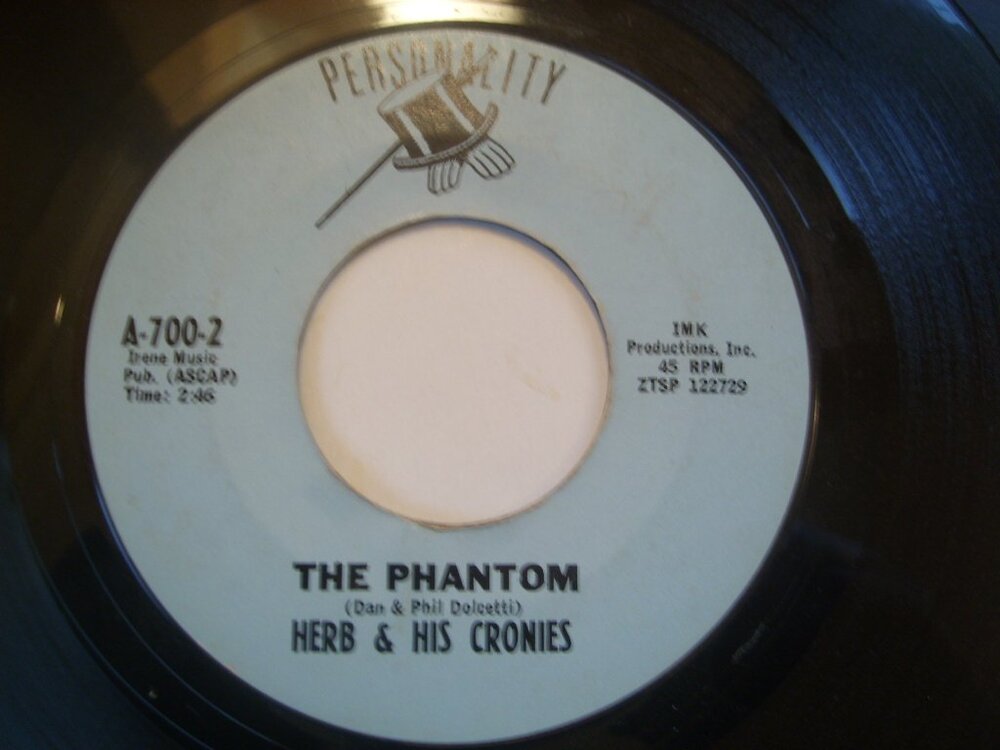 PERSONALITY
A-700-2
Irene Music
Pub. (ASCAP)
Time: 2:46
IMK
Productions, Inc.
45 RPM
ZTSP 122729
THE PHANTOM
(Dan & Phil Dolcetti)
HERB & HIS CRONIES